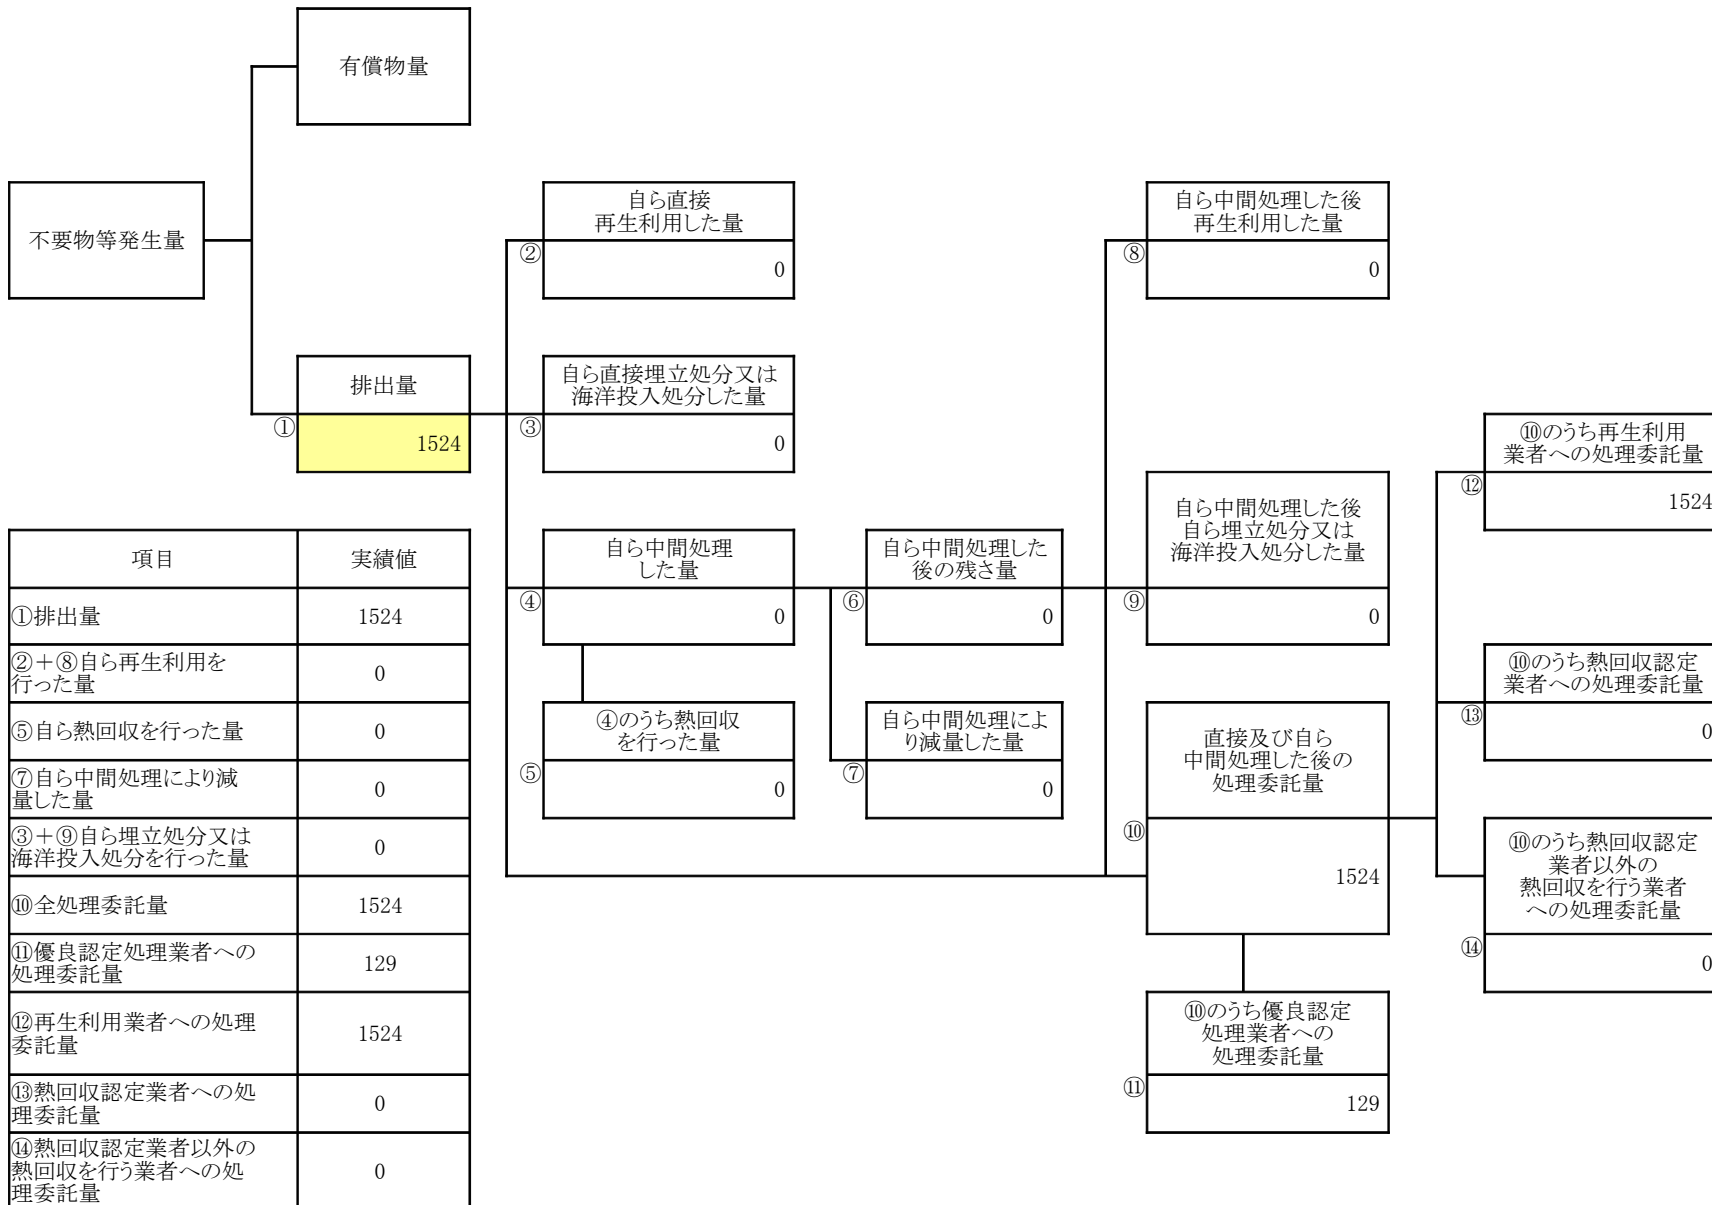 有償物量
不要物等発生量
排出量
①
1524
自ら直接
再生利用した量
②
0
自ら直接埋立処分又は
海洋投入処分した量
③
0
自ら中間処理
した量
④
0
④のうち熱回収
を行った量
⑤
0
自ら中間処理した
後の残さ量
⑥
0
自ら中間処理によ
り減量した量
⑦
0
自ら中間処理した後
再生利用した量
⑧
0
自ら中間処理した後
自ら埋立処分又は
海洋投入処分した量
⑨
0
直接及び自ら
中間処理した後の
処理委託量
⑩
1524
⑩のうち優良認定
処理業者への
処理委託量
⑪
129
⑩のうち再生利用
業者への処理委託量
⑫
1524
⑩のうち熱回収認定
業者への処理委託量
⑬
0
⑩のうち熱回収認定
業者以外の
熱回収を行う業者
への処理委託量
⑭
0
項目 実績値
①排出量 1524
②+⑧自ら再生利用を
行った量 0
⑤自ら熱回収を行った量 0
⑦自ら中間処理により減
量した量 0
③+⑨自ら埋立処分又は
海洋投入処分を行った量 0
⑩全処理委託量 1524
⑪優良認定処理業者への
処理委託量 129
⑫再生利用業者への処理
委託量 1524
⑬熱回収認定業者への処
理委託量 0
⑭熱回収認定業者以外の
熱回収を行う業者への処
理委託量 0